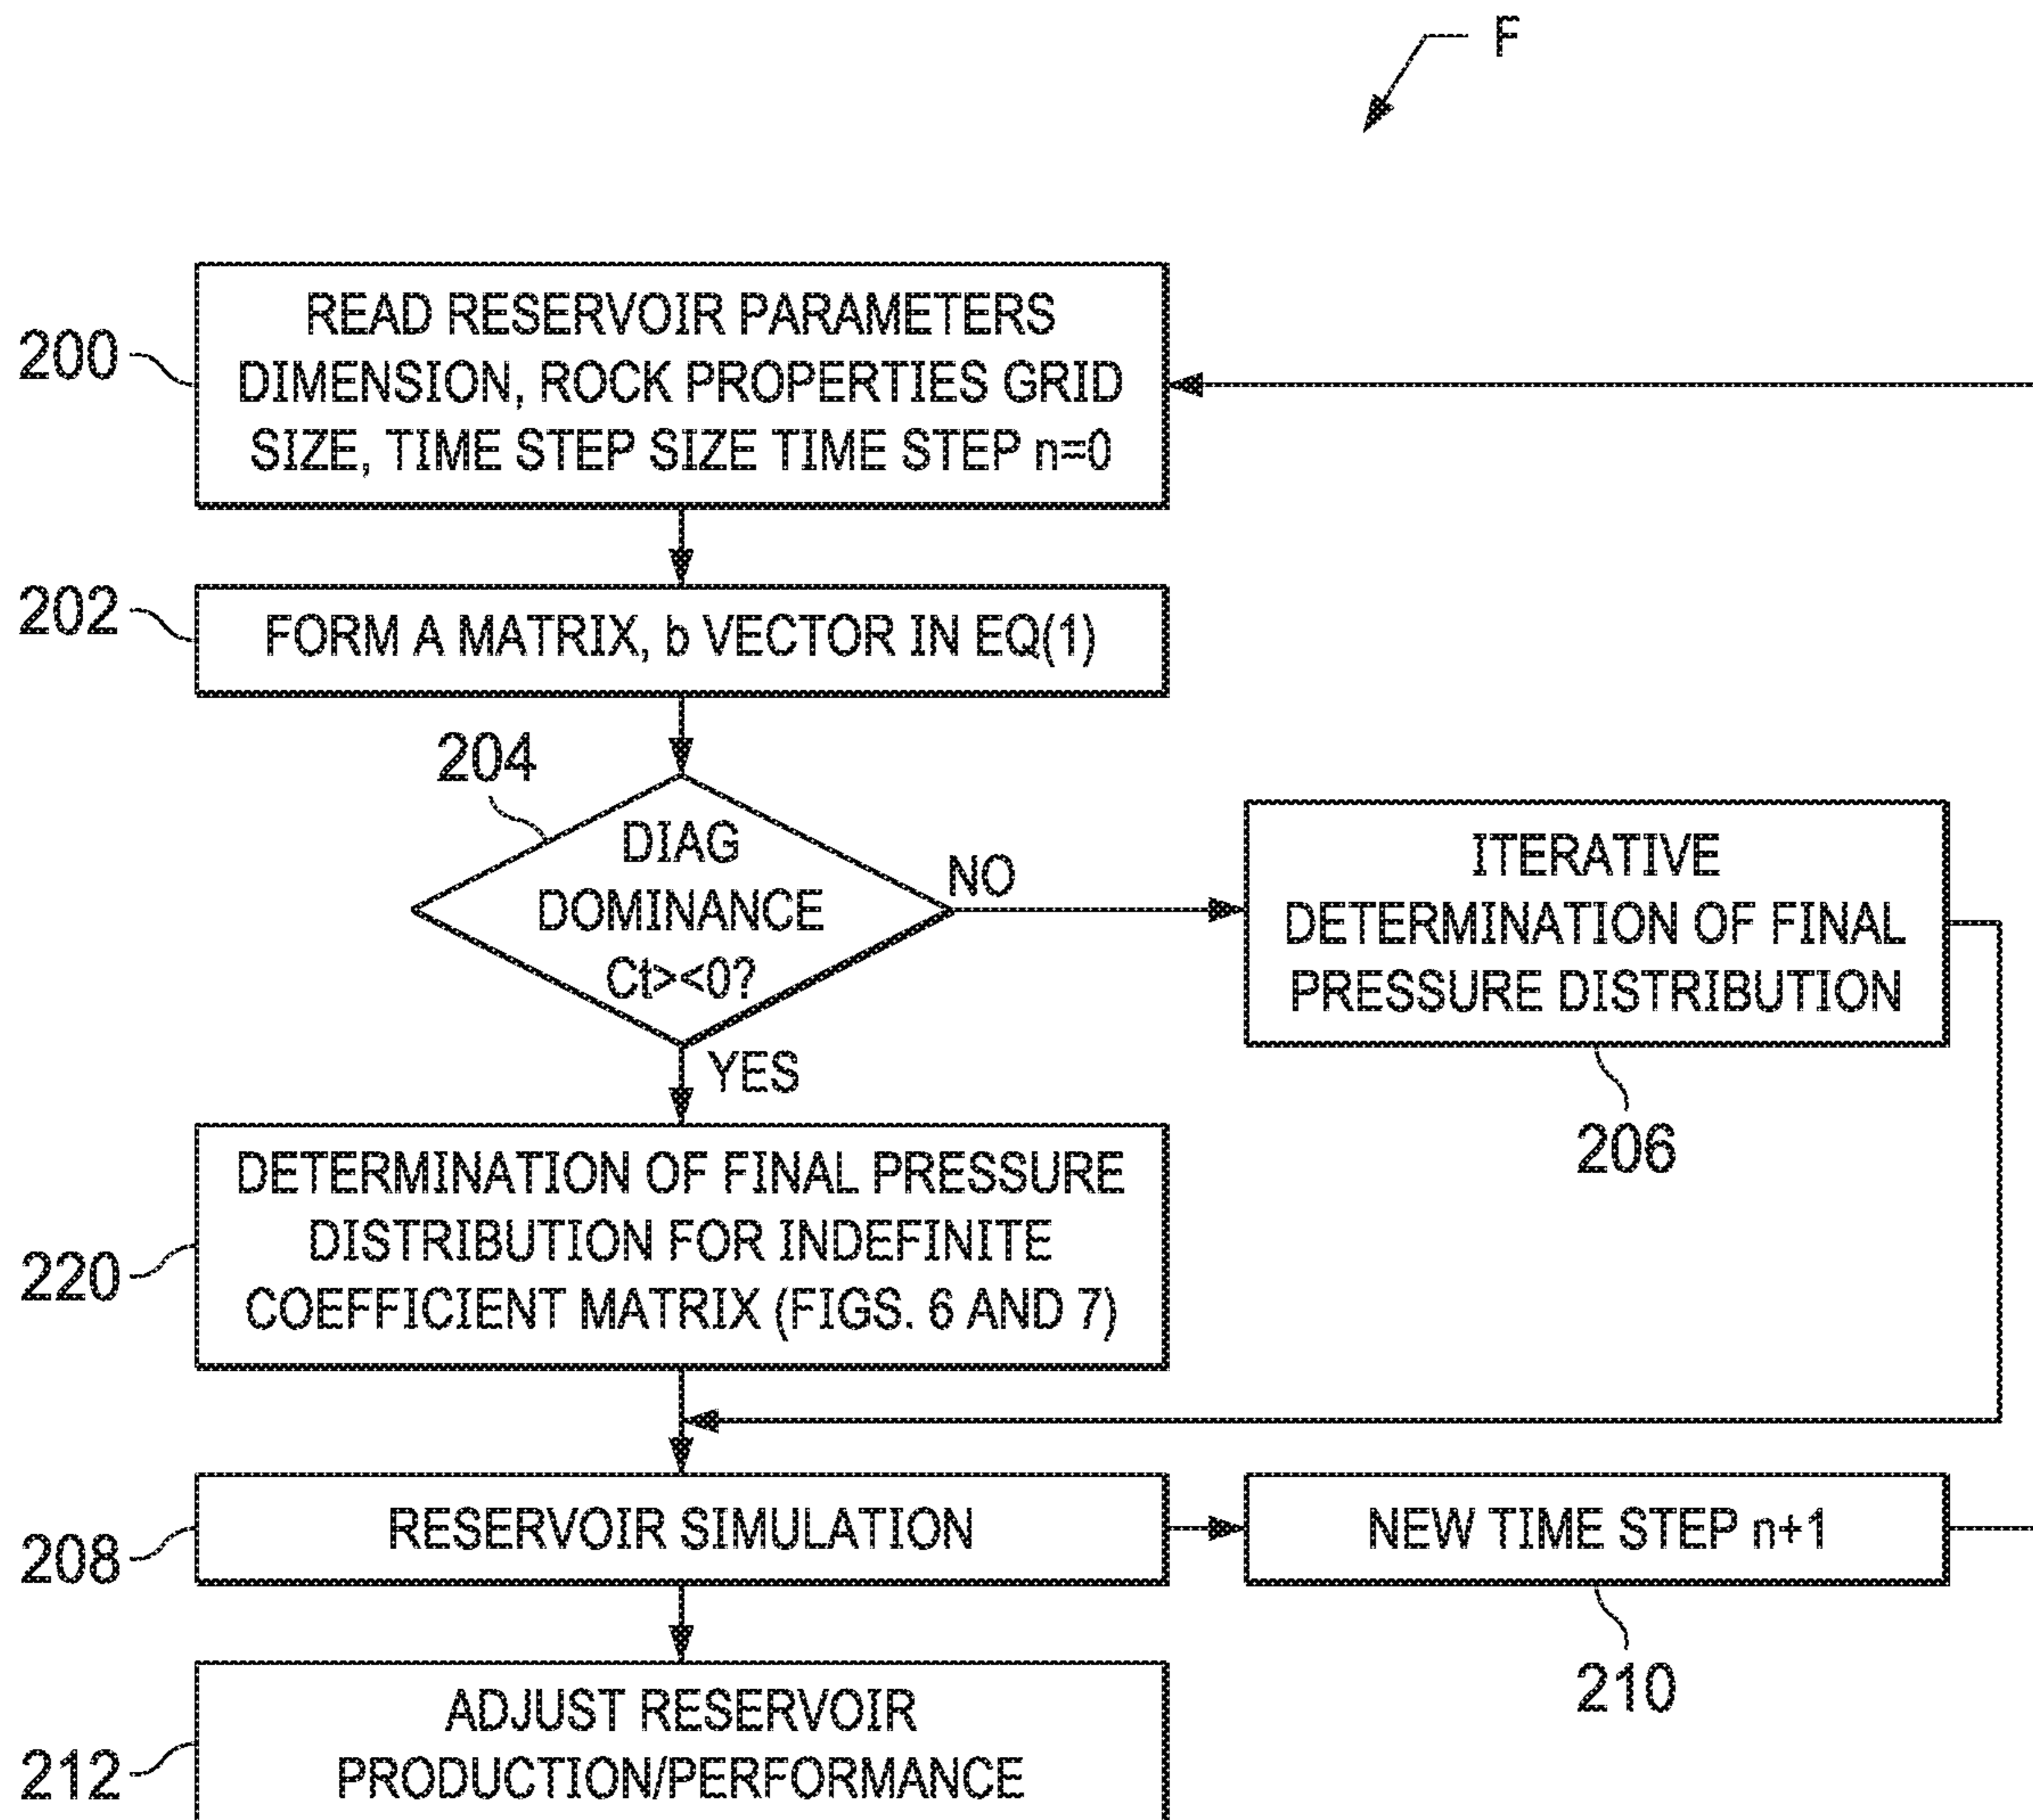 F
200
READ RESERVOIR PARAMETERS
DIMENSION, ROCK PROPERTIES GRID
SIZE, TIME STEP SIZE TIME STEP n=0
202
FORM A MATRIX, b VECTOR IN EQ(1)
204
DIAG
DOMINANCE
Ct><0?
NO
YES
ITERATIVE
DETERMINATION OF FINAL
PRESSURE DISTRIBUTION
206
220
DETERMINATION OF FINAL PRESSURE
DISTRIBUTION FOR INDEFINITE
COEFFICIENT MATRIX (FIGS. 6 AND 7)
208
RESERVOIR SIMULATION
NEW TIME STEP n+1
210
212
ADJUST RESERVOIR
PRODUCTION/PERFORMANCE